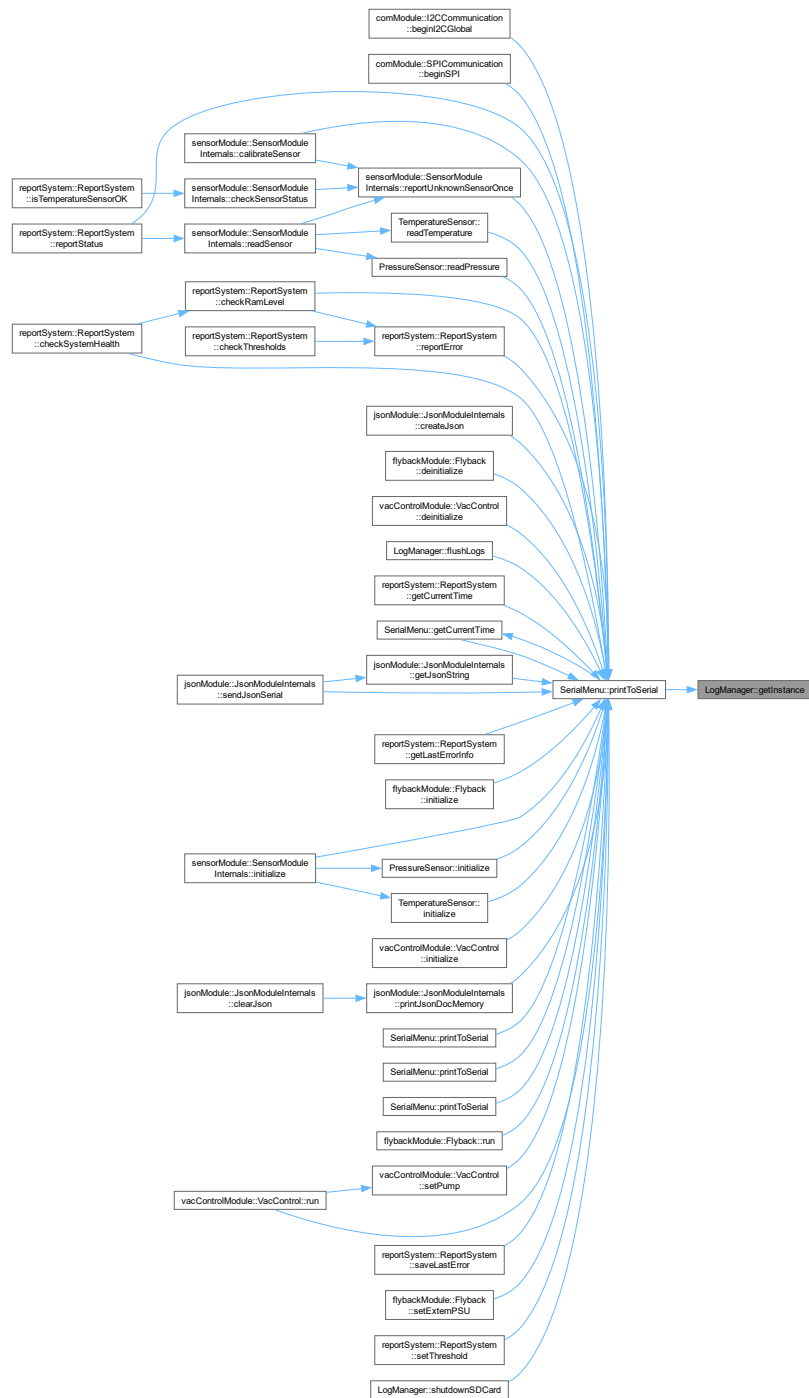 comModule::I2CCommunication
::beginI2CGlobal
comModule::SPICommunication
::beginSPI
sensorModule::SensorModule
Internals::calibrateSensor
sensorModule::SensorModule
Internals::reportUnknownSensorOnce
reportSystem::ReportSystem
::isTemperatureSensorOK
sensorModule::SensorModule
Internals::checkSensorStatus
TemperatureSensor::
readTemperature
reportSystem::ReportSystem
::reportStatus
sensorModule::SensorModule
Internals::readSensor
PressureSensor::readPressure
reportSystem::ReportSystem
::checkRamLevel
reportSystem::ReportSystem
::checkSystemHealth
reportSystem::ReportSystem
::checkThresholds
reportSystem::ReportSystem
::reportError
jsonModule::JsonModuleInternals
::createJson
flybackModule::Flyback
::deinitialize
vacControlModule::VacControl
::deinitialize
LogManager::flushLogs
reportSystem::ReportSystem
::getCurrentTime
SerialMenu::getCurrentTime
jsonModule::JsonModuleInternals
::getJsonString
jsonModule::JsonModuleInternals
::sendJsonSerial
SerialMenu::printToSerial
LogManager::getInstance
reportSystem::ReportSystem
::getLastErrorInfo
flybackModule::Flyback
::initialize
sensorModule::SensorModule
Internals::initialize
PressureSensor::initialize
TemperatureSensor::
initialize
vacControlModule::VacControl
::initialize
jsonModule::JsonModuleInternals
::clearJson
jsonModule::JsonModuleInternals
::printJsonDocMemory
SerialMenu::printToSerial
SerialMenu::printToSerial
SerialMenu::printToSerial
flybackModule::Flyback::run
vacControlModule::VacControl
::setPump
vacControlModule::VacControl::run
reportSystem::ReportSystem
::saveLastError
flybackModule::Flyback
::setExternPSU
reportSystem::ReportSystem
::setThreshold
LogManager::shutdownSDCard